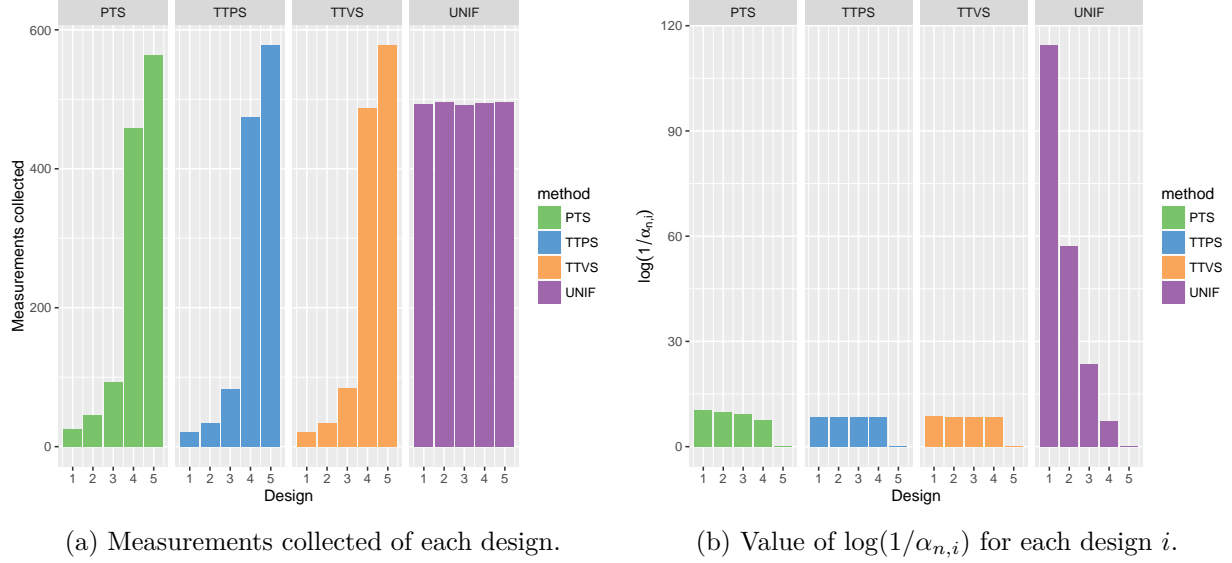 PTS TTPS TTVS UNIF
600
400
200
0
Measurements collected
1 2 3 4 5 1 2 3 4 5 1 2 3 4 5 1 2 3 4 5
Design
method
PTS
TTPS
TTVS
UNIF
(a) Measurements collected of each design.
PTS TTPS TTVS UNIF
120
90
60
30
0
log(1/αn,i)
1 2 3 4 5 1 2 3 4 5 1 2 3 4 5 1 2 3 4 5
Design
method
PTS
TTPS
TTVS
UNIF
(b) Value of log(1/αn,i) for each design i.